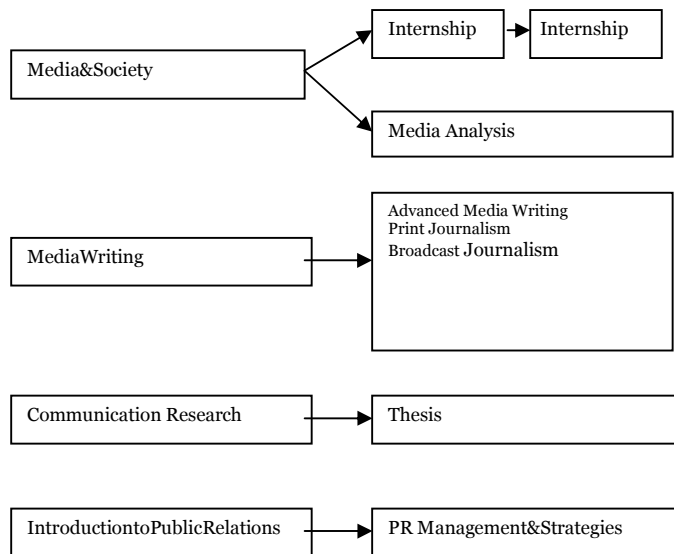 Internship
Internship
Media&Society
Media Analysis
Advanced Media Writing
Print Journalism
Broadcast Journalism
MediaWriting
Communication Research
Thesis
IntroductiontoPublicRelations
PR Management&Strategies